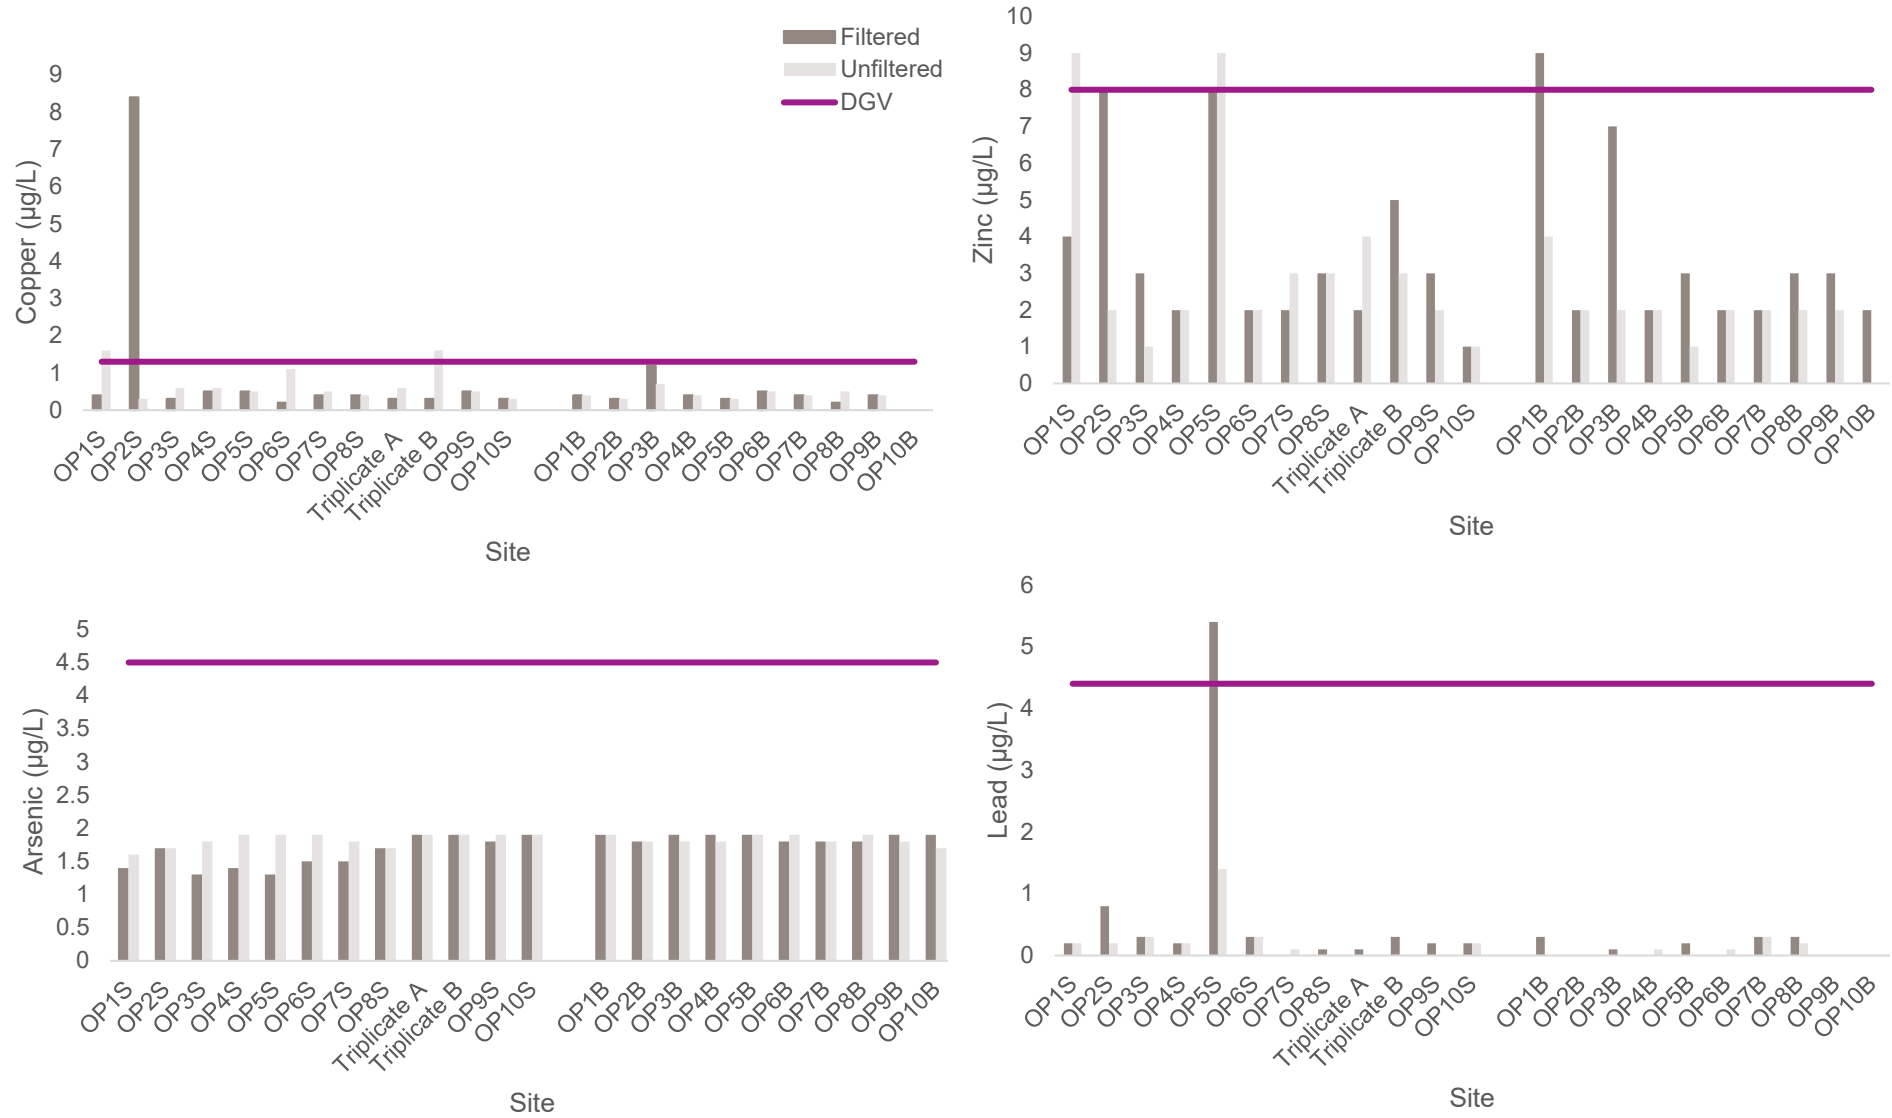 Filtered
Unfiltered
DGV
9
8
7
6
5
4
3
2
1
0
Copper (µg/L)
OP1S
OP2S
OP3S
OP4S
OP5S
OP6S
OP7S
OP8S
Triplicate A
Triplicate B
OP9S
OP10S
OP1B
OP2B
OP3B
OP4B
OP5B
OP6B
OP7B
OP8B
OP9B
OP10B
Site
10
9
8
7
6
5
4
3
2
1
0
Zinc (µg/L)
OP1S
OP2S
OP3S
OP4S
OP5S
OP6S
OP7S
OP8S
Triplicate A
Triplicate B
OP9S
OP10S
OP1B
OP2B
OP3B
OP4B
OP5B
OP6B
OP7B
OP8B
OP9B
OP10B
Site
5
4.5
4
3.5
3
2.5
2
1.5
1
0.5
0
Arsenic (µg/L)
OP1S
OP2S
OP3S
OP4S
OP5S
OP6S
OP7S
OP8S
Triplicate A
Triplicate B
OP9S
OP10S
OP1B
OP2B
OP3B
OP4B
OP5B
OP6B
OP7B
OP8B
OP9B
OP10B
Site
6
5
4
3
2
1
0
Lead (µg/L)
OP1S
OP2S
OP3S
OP4S
OP5S
OP6S
OP7S
OP8S
Triplicate A
Triplicate B
OP9S
OP10S
OP1B
OP2B
OP3B
OP4B
OP5B
OP6B
OP7B
OP8B
OP9B
OP10B
Site